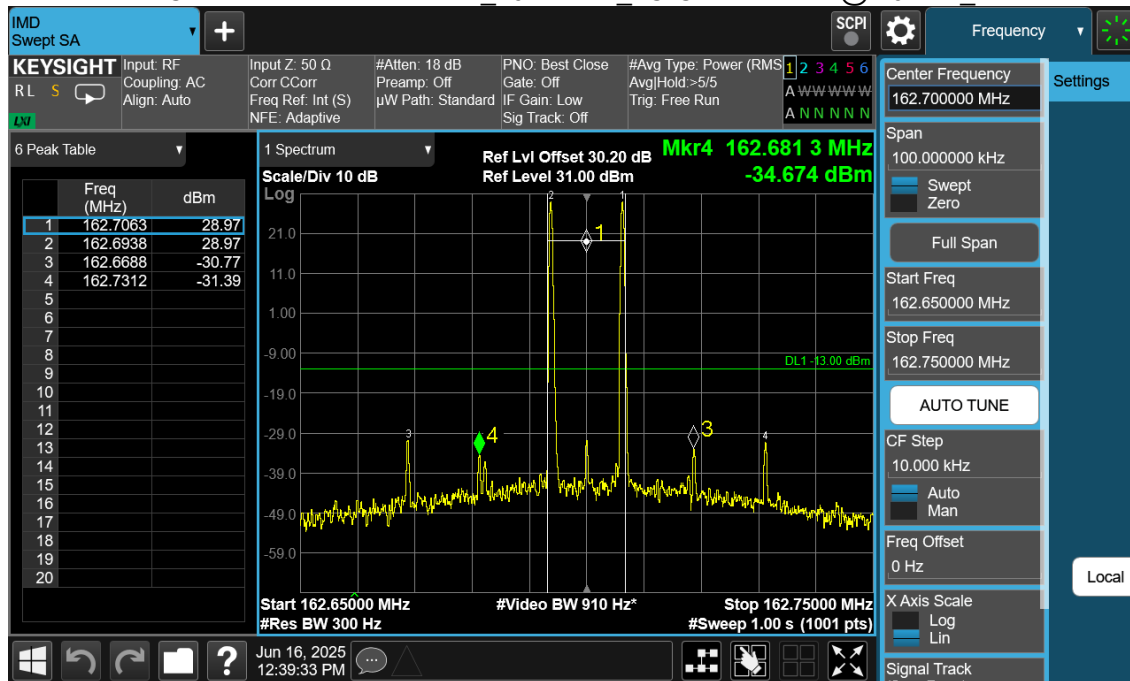 IMD
Swept SA
+
SCPI
Frequency
KEYSIGHT
RL S
LXI
Input: RF
Coupling: AC
Align: Auto
Input Z: 50 Ω
Corr CCorr
Freq Ref: Int (S)
NFE: Adaptive
#Atten: 18 dB
Preamp: Off
µW Path: Standard
PNO: Best Close
Gate: Off
IF Gain: Low
Sig Track: Off
#Avg Type: Power (RMS
Avg|Hold:>5/5
Trig: Free Run
1 2 3 4 5 6
A W W W W W
A N N N N N
6 Peak Table
Freq
(MHz) dBm
1 162.7063 28.97
2 162.6938 28.97
3 162.6688 -30.77
4 162.7312 -31.39
5
6
7
8
9
10
11
12
13
14
15
16
17
18
19
20
1 Spectrum
Scale/Div 10 dB
Ref Lvl Offset 30.20 dB
Ref Level 31.00 dBm
Mkr4 162.681 3 MHz
-34.674 dBm
Log
2 1
21.0
1
11.0
1.00
-9.00
DL1 -13.00 dBm
-19.0
-29.0
3 4 3 4
-39.0
-49.0
-59.0
Start 162.65000 MHz #Video BW 910 Hz* Stop 162.75000 MHz
#Res BW 300 Hz #Sweep 1.00 s (1001 pts)
Center Frequency
162.700000 MHz
Settings
Span
100.000000 kHz
Swept
Zero
Full Span
Start Freq
162.650000 MHz
Stop Freq
162.750000 MHz
AUTO TUNE
CF Step
10.000 kHz
Auto
Man
Freq Offset
0 Hz
Local
X Axis Scale
Log
Lin
Signal Track
?
Jun 16, 2025
12:39:33 PM